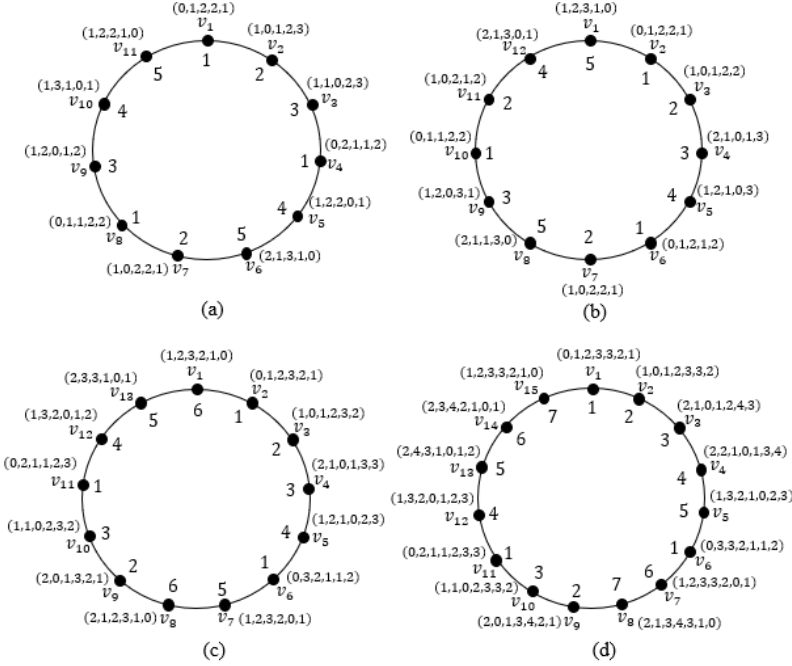 (0,1,2,2,1)
v₁
1
(1,0,1,2,3)
v₂
2
(1,1,0,2,3)
v₃
3
(0,2,1,1,2)
v₄
1
(1,2,2,0,1)
v₅
4
(2,1,3,1,0)
v₆
5
(1,0,2,2,1)
v₇
2
(0,1,1,2,2)
v₈
1
(1,2,0,1,2)
v₉
3
(1,3,1,0,1)
v₁₀
4
(1,2,2,1,0)
v₁₁
5
(a)
(1,2,3,1,0)
v₁
5
(0,1,2,2,1)
v₂
1
(1,0,1,2,2)
v₃
2
(2,1,0,1,3)
v₄
3
(1,2,1,0,3)
v₅
4
(0,1,2,1,2)
v₆
1
(1,0,2,2,1)
v₇
2
(2,1,1,3,0)
v₈
5
(1,2,0,3,1)
v₉
3
(0,1,1,2,2)
v₁₀
1
(1,0,2,1,2)
v₁₁
2
(2,1,3,0,1)
v₁₂
4
(b)
(1,2,3,2,1,0)
v₁
6
(0,1,2,3,2,1)
v₂
1
(1,0,1,2,3,2)
v₃
2
(2,1,0,1,3,3)
v₄
3
(1,2,1,0,2,3)
v₅
4
(0,3,2,1,1,2)
v₆
1
(1,2,3,2,0,1)
v₇
5
(2,1,2,3,1,0)
v₈
6
(2,0,1,3,2,1)
v₉
2
(1,1,0,2,3,2)
v₁₀
3
(0,2,1,1,2,3)
v₁₁
1
(1,3,2,0,1,2)
v₁₂
4
(2,3,3,1,0,1)
v₁₃
5
(c)
(0,1,2,3,3,2,1)
v₁
1
(1,0,1,2,3,3,2)
v₂
2
(2,1,0,1,2,4,3)
v₃
3
(2,2,1,0,1,3,4)
v₄
4
(1,3,2,1,0,2,3)
v₅
5
(0,3,3,2,1,1,2)
v₆
1
(1,2,3,3,2,0,1)
v₇
6
(2,1,3,4,3,1,0)
v₈
7
(2,0,1,3,4,2,1)
v₉
2
(1,1,0,2,3,3,2)
v₁₀
3
(0,2,1,1,2,3,3)
v₁₁
1
(1,3,2,0,1,2,3)
v₁₂
4
(2,4,3,1,0,1,2)
v₁₃
5
(2,3,4,2,1,0,1)
v₁₄
6
(1,2,3,3,2,1,0)
v₁₅
7
(d)